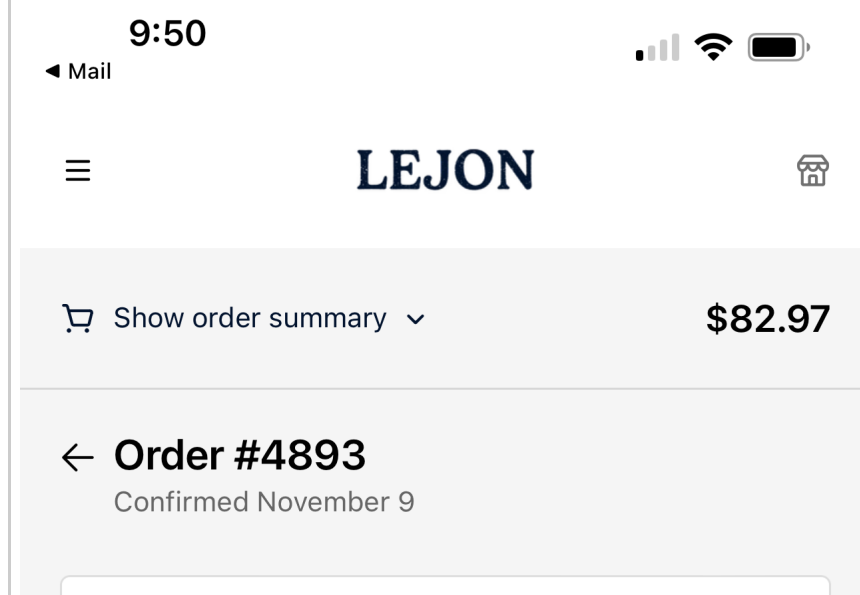 9:50
◀ Mail
LEJON
Show order summary
$82.97
Order #4893
Confirmed November 9